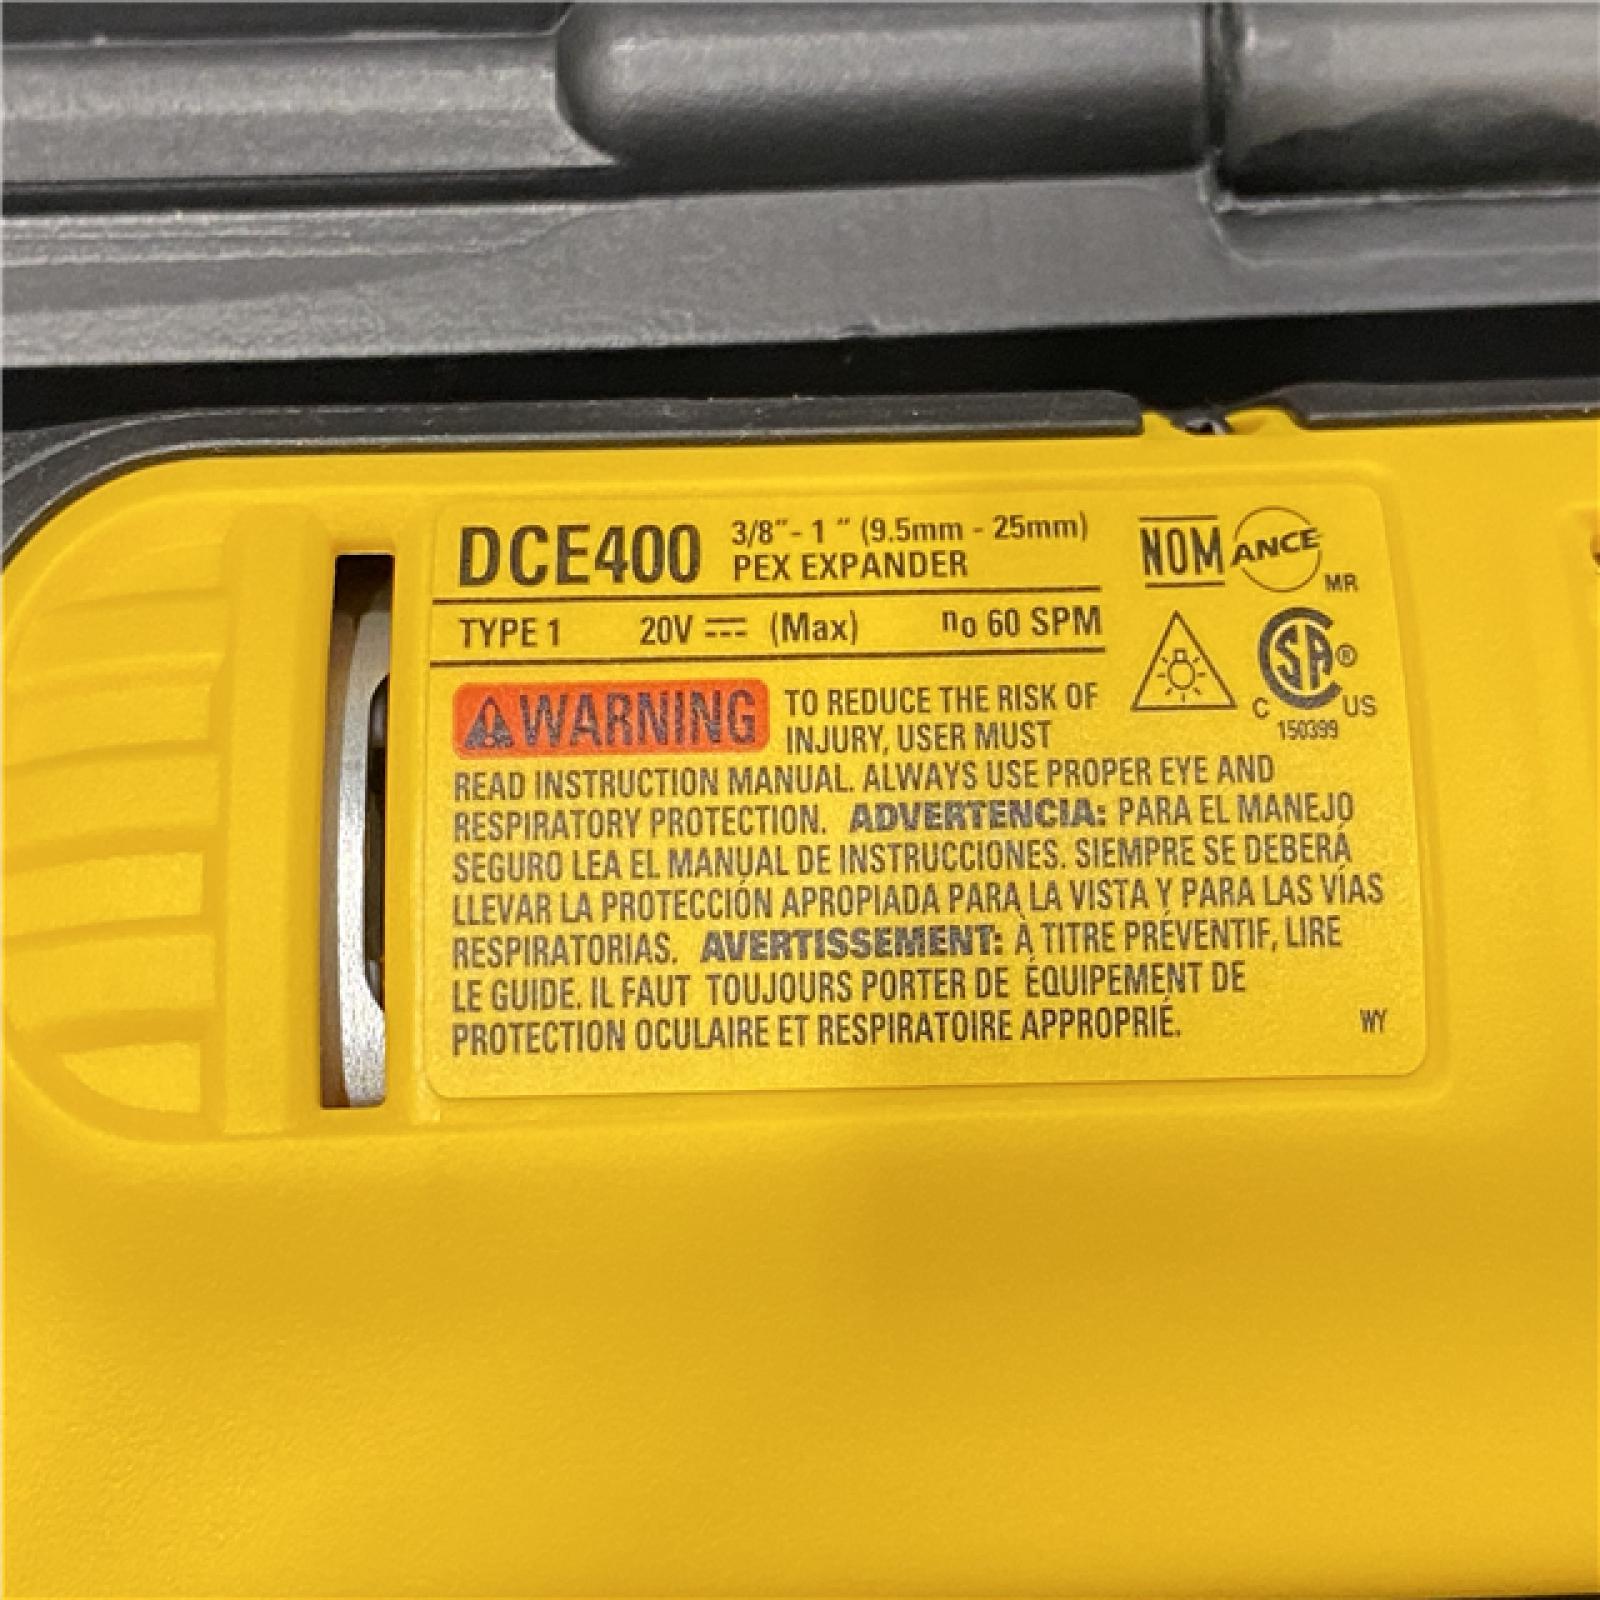 DCE400 3/8" - 1 " (9.5mm - 25mm)
PEX EXPANDER
TYPE 1 20V ⎓ (Max) no 60 SPM
NOM ANCE MR
CSA ®
C US
150399
WARNING TO REDUCE THE RISK OF
INJURY, USER MUST
READ INSTRUCTION MANUAL. ALWAYS USE PROPER EYE AND
RESPIRATORY PROTECTION. ADVERTENCIA: PARA EL MANEJO
SEGURO LEA EL MANUAL DE INSTRUCCIONES. SIEMPRE SE DEBERÁ
LLEVAR LA PROTECCIÓN APROPIADA PARA LA VISTA Y PARA LAS VÍAS
RESPIRATORIAS. AVERTISSEMENT: À TITRE PRÉVENTIF, LIRE
LE GUIDE. IL FAUT TOUJOURS PORTER DE ÉQUIPEMENT DE
PROTECTION OCULAIRE ET RESPIRATOIRE APPROPRIÉ.
WY